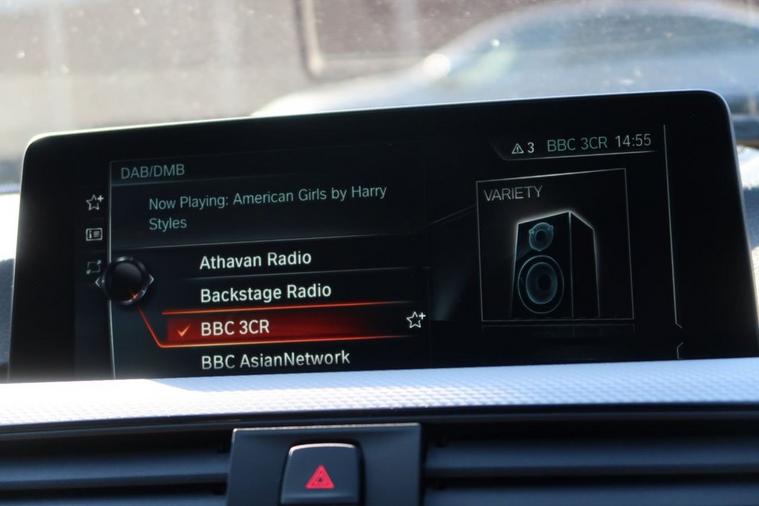 DAB/DMB
Now Playing: American Girls by Harry
Styles
Athavan Radio
Backstage Radio
BBC 3CR
BBC AsianNetwork
3 BBC 3CR 14:55
VARIETY